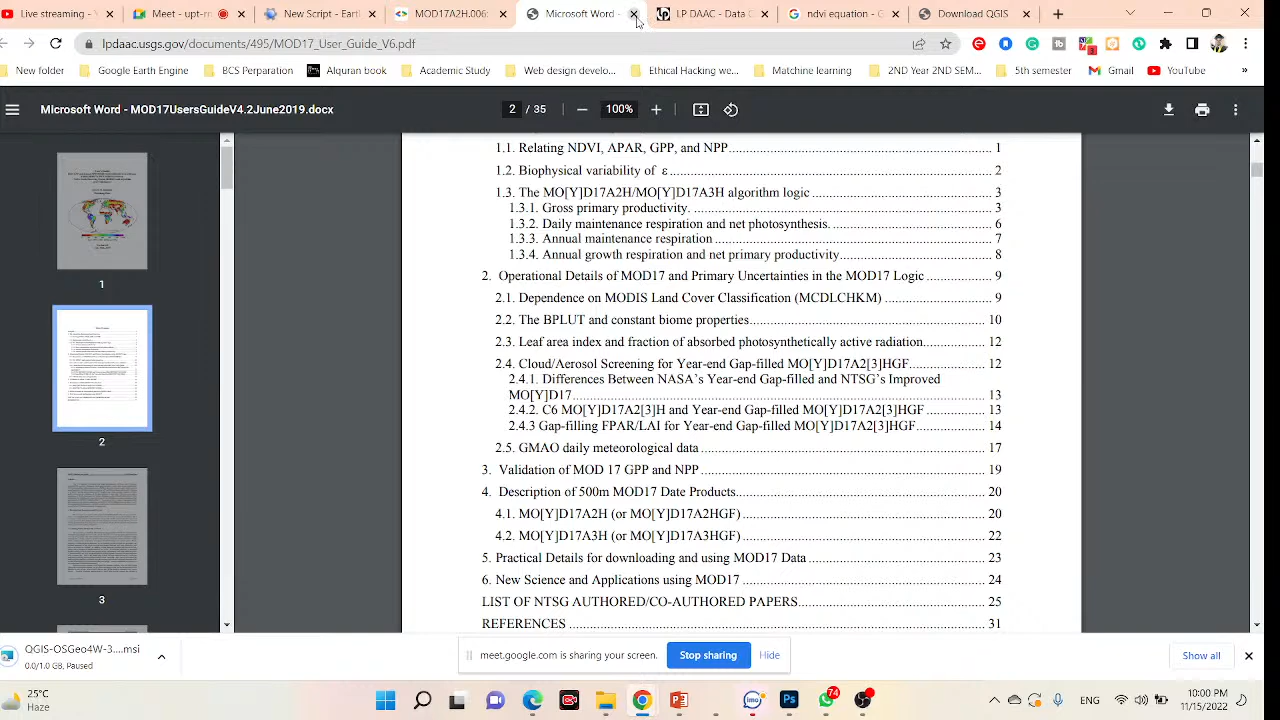 Live streaming - Y
Meet - upt-rr
New Script - Eart
MOD17A2H.006:
Microsoft Word -
LP DAAC - Data G
ndvi equation - G
Download QGIS
lpdaac.usgs.gov/documents/495/MOD17_User_Guide_V6.pdf
New folder
Google Earth Engine
BCS Perparation
Alquran book
Academic Study
Web design develo...
Ethical Hacking we...
Matchine learning
2ND Year 2ND SEM...
5th semester
Gmail
YouTube
»
Microsoft Word - MOD17UsersGuideV4.2June2019.docx
2 / 35
100%
1
2
3
1.1. Relating NDVI, APAR, GPP, and NPP 1
1.2. Biophysical variability of ε 2
1.3. The MO[Y]D17A2H/MO[Y]D17A3H algorithm logic 3
1.3.1. Gross primary productivity. 3
1.3.2. Daily maintenance respiration and net photosynthesis. 6
1.3.3. Annual maintenance respiration 7
1.3.4. Annual growth respiration and net primary productivity 8
2. Operational Details of MOD17 and Primary Uncertainties in the MOD17 Logic 9
2.1. Dependence on MODIS Land Cover Classification (MCDLCHKM) 9
2.2. The BPLUT and constant biome properties 10
2.3. Leaf area index and fraction of absorbed photosynthetically active radiation. 12
2.4. Cloud/Aerosol Screening for Year-end Gap-filled MO[Y]D17A2[3]HGF 12
2.4.1. Differences Between NASA's Year-end Gap-filled and NTSG's Improved
MO[Y]D17 13
2.4.2. C6 MO[Y]D17A2[3]H and Year-end Gap-filled MO[Y]D17A2[3]HGF 13
2.4.3 Gap-filling FPAR/LAI for Year-end Gap-filled MO[Y]D17A2[3]HGF 14
2.5. GMAO daily meteorological data 17
3. Validation of MOD 17 GPP and NPP 19
4. Description of 500m MOD17 Date Products 20
4.1. MO[Y]D17A2H (or MO[Y]D17A2HGF) 20
4.2. MO[Y]D17A3H (or MO[Y]D17A3HGF) 22
5. Practical Details for downloading and using MOD17 Data 23
6. New Science and Applications using MOD17 24
LIST OF NTSG AUTHORED/CO-AUTHORED PAPERS 25
REFERENCES 31
QGIS-OSGeo4W-3....msi
0.0/1.0 GB, Paused
meet.google.com is sharing your screen.
Stop sharing
Hide
Show all
25°C
Haze
74
ENG
10:00 PM
11/15/2022